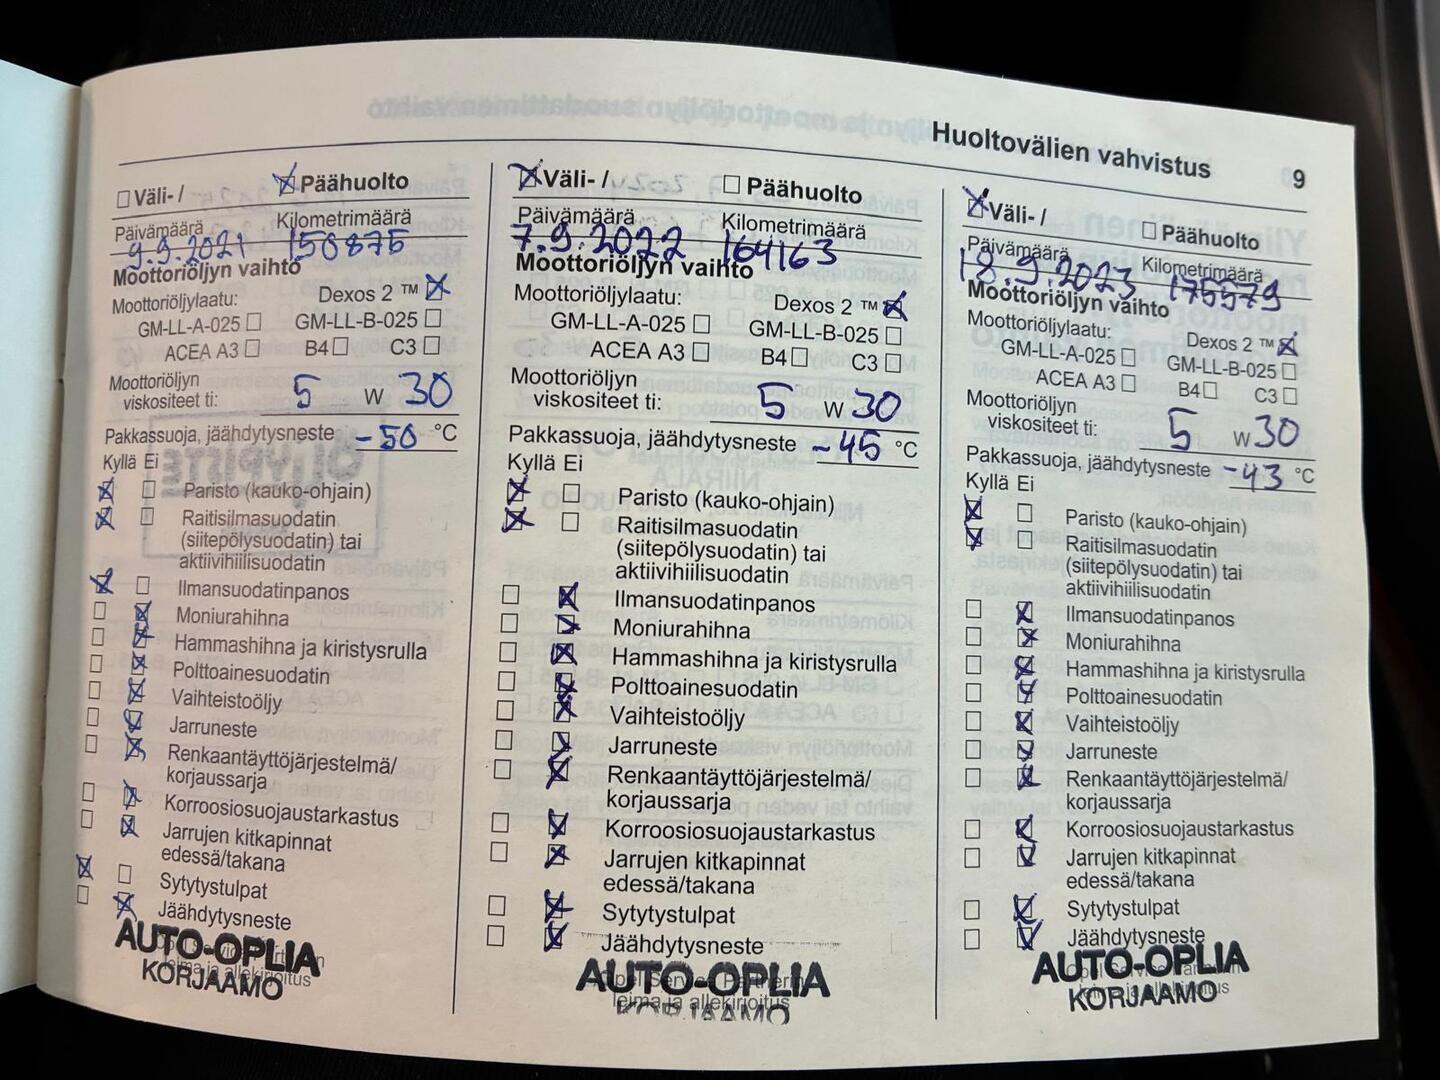 Huoltovälien vahvistus 9
Väli- / Päähuolto
Päivämäärä Kilometrimäärä
9.9.2021 150875
Moottoriöljyn vaihto
Moottoriöljylaatu: Dexos 2 ™
GM-LL-A-025 GM-LL-B-025
ACEA A3 B4 C3
Moottoriöljyn
viskositeet ti: 5 W 30
Pakkassuoja, jäähdytysneste -50 °C
Kyllä Ei
Paristo (kauko-ohjain)
Raitisilmasuodatin
(siitepölysuodatin) tai
aktiivihiilisuodatin
Ilmansuodatinpanos
Moniurahihna
Hammashihna ja kiristysrulla
Polttoainesuodatin
Vaihteistoöljy
Jarruneste
Renkaantäyttöjärjestelmä/
korjaussarja
Korroosiosuojaustarkastus
Jarrujen kitkapinnat
edessä/takana
Sytytystulpat
Jäähdytysneste
AUTO-OPLIA
KORJAAMO
Väli- / Päähuolto
Päivämäärä Kilometrimäärä
7.9.2022 164163
Moottoriöljyn vaihto
Moottoriöljylaatu: Dexos 2 ™
GM-LL-A-025 GM-LL-B-025
ACEA A3 B4 C3
Moottoriöljyn
viskositeet ti: 5 W 30
Pakkassuoja, jäähdytysneste -45 °C
Kyllä Ei
Paristo (kauko-ohjain)
Raitisilmasuodatin
(siitepölysuodatin) tai
aktiivihiilisuodatin
Ilmansuodatinpanos
Moniurahihna
Hammashihna ja kiristysrulla
Polttoainesuodatin
Vaihteistoöljy
Jarruneste
Renkaantäyttöjärjestelmä/
korjaussarja
Korroosiosuojaustarkastus
Jarrujen kitkapinnat
edessä/takana
Sytytystulpat
Jäähdytysneste
AUTO-OPLIA
Opel Service Partnerin
leima ja allekirjoitus
KORJAAMO
Väli- / Päähuolto
Päivämäärä Kilometrimäärä
18.9.2023 175579
Moottoriöljyn vaihto
Moottoriöljylaatu: Dexos 2 ™
GM-LL-A-025 GM-LL-B-025
ACEA A3 B4 C3
Moottoriöljyn
viskositeet ti: 5 W 30
Pakkassuoja, jäähdytysneste -43 °C
Kyllä Ei
Paristo (kauko-ohjain)
Raitisilmasuodatin
(siitepölysuodatin) tai
aktiivihiilisuodatin
Ilmansuodatinpanos
Moniurahihna
Hammashihna ja kiristysrulla
Polttoainesuodatin
Vaihteistoöljy
Jarruneste
Renkaantäyttöjärjestelmä/
korjaussarja
Korroosiosuojaustarkastus
Jarrujen kitkapinnat
edessä/takana
Sytytystulpat
Jäähdytysneste
AUTO-OPLIA
KORJAAMO